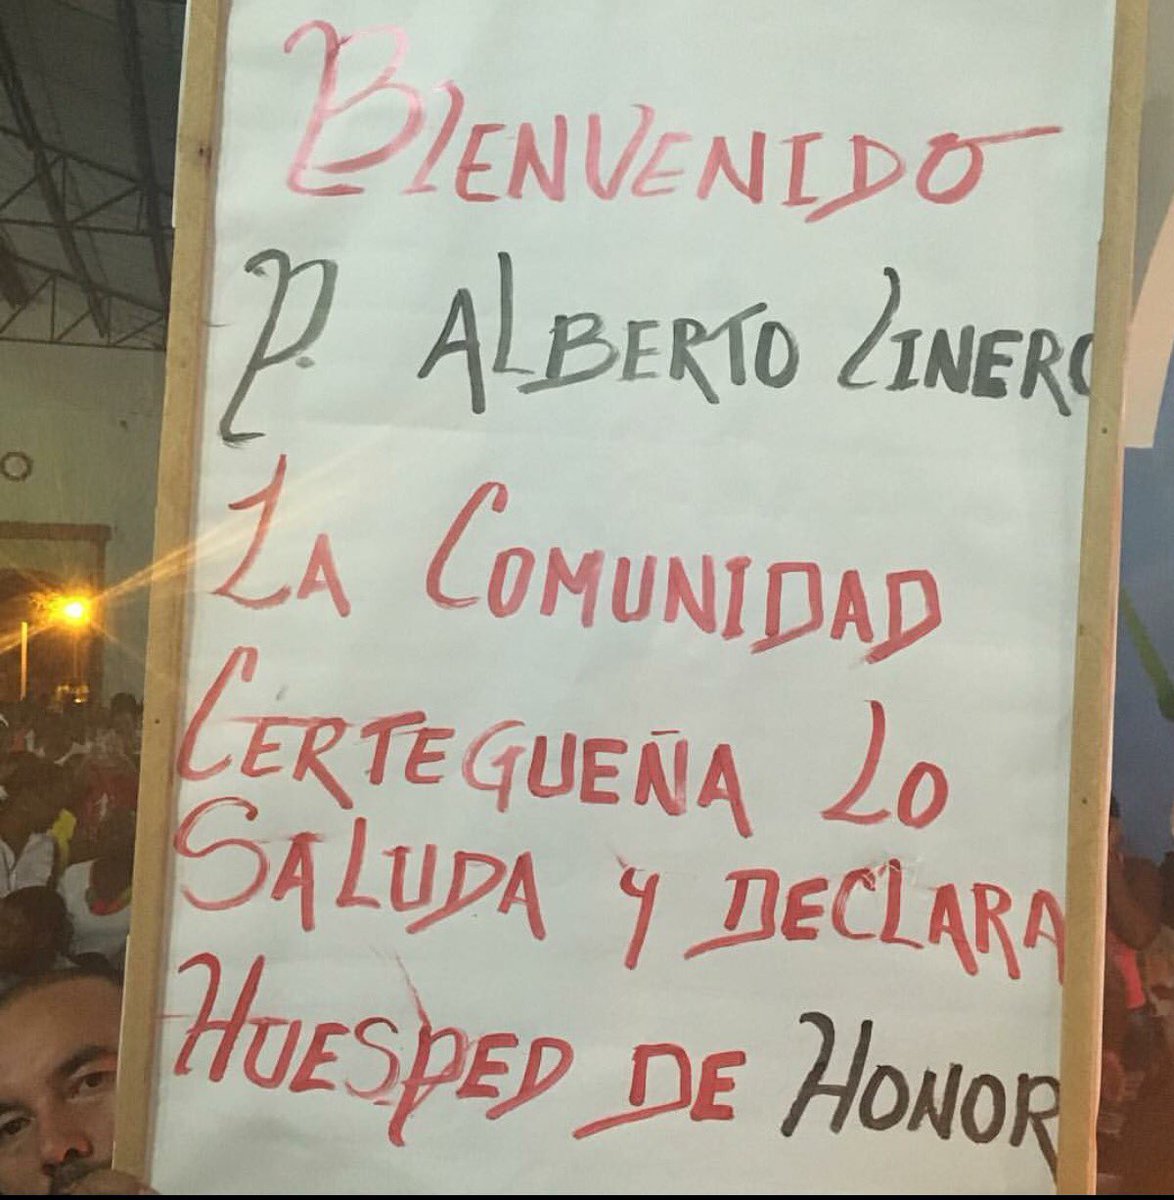 BIENVENIDO
P. ALBERTO LINERO
LA COMUNIDAD
CERTEGUEÑA LO
SALUDA Y DECLARA
HUESPED DE HONOR